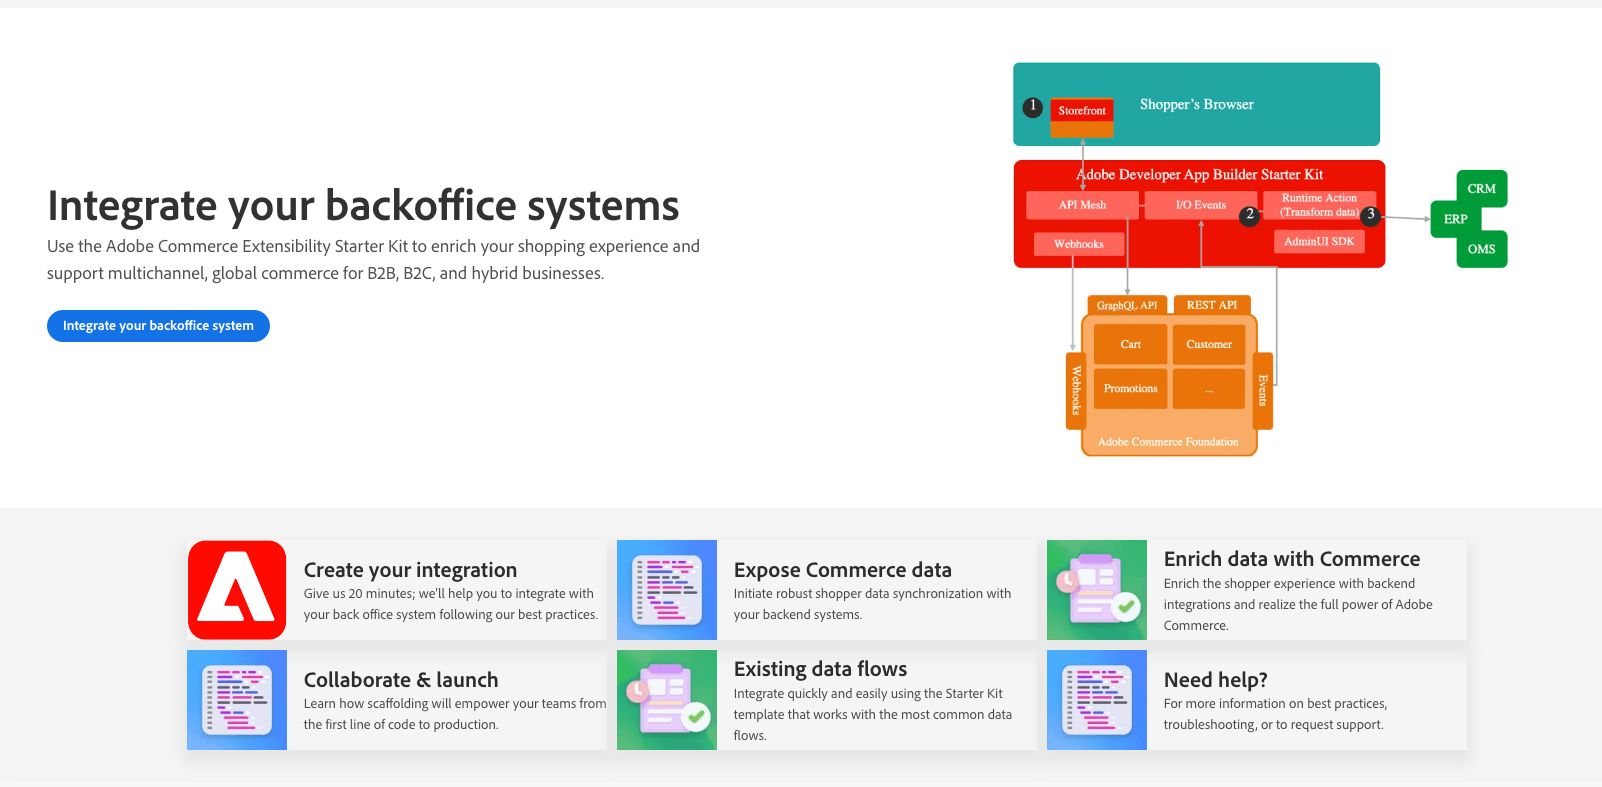 Integrate your backoffice systems
Use the Adobe Commerce Extensibility Starter Kit to enrich your shopping experience and
support multichannel, global commerce for B2B, B2C, and hybrid businesses.
Integrate your backoffice system
1
Storefront
Shopper's Browser
Adobe Developer App Builder Starter Kit
API Mesh
I/O Events
2
Runtime Action
(Transform data)
3
Webhooks
AdminUI SDK
CRM
ERP
OMS
GraphQL API
REST API
Cart
Customer
Promotions
...
Webhooks
Events
Adobe Commerce Foundation
Create your integration
Give us 20 minutes; we'll help you to integrate with
your back office system following our best practices.
Expose Commerce data
Initiate robust shopper data synchronization with
your backend systems.
Enrich data with Commerce
Enrich the shopper experience with backend
integrations and realize the full power of Adobe
Commerce.
Collaborate & launch
Learn how scaffolding will empower your teams from
the first line of code to production.
Existing data flows
Integrate quickly and easily using the Starter Kit
template that works with the most common data
flows.
Need help?
For more information on best practices,
troubleshooting, or to request support.